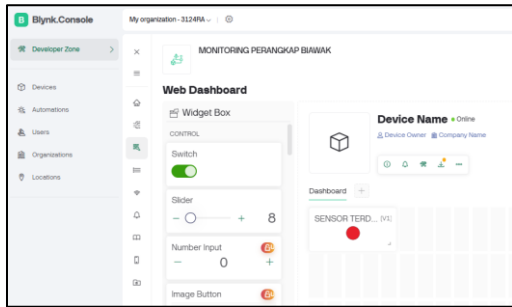 B Blynk.Console
My organization - 3124RA
Developer Zone
Devices
Automations
Users
Organizations
Locations
MONITORING PERANGKAP BIAWAK
Web Dashboard
Widget Box
CONTROL
Switch
Slider
− + 8
Number Input
− 0 +
Image Button
Device Name • Online
Device Owner Company Name
Dashboard +
SENSOR TERD... (V1)